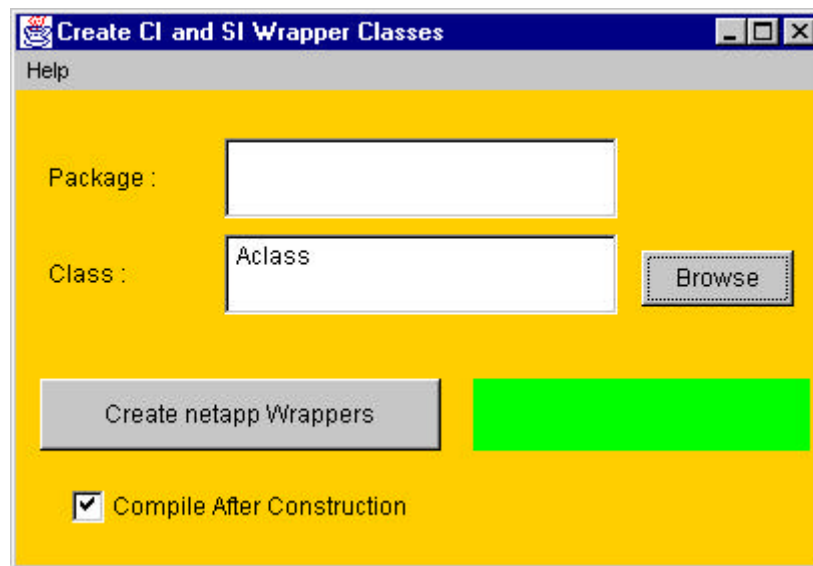 Create CI and SI Wrapper Classes
Help
Package :
Class :
Aclass
Browse
Create netapp Wrappers
Compile After Construction